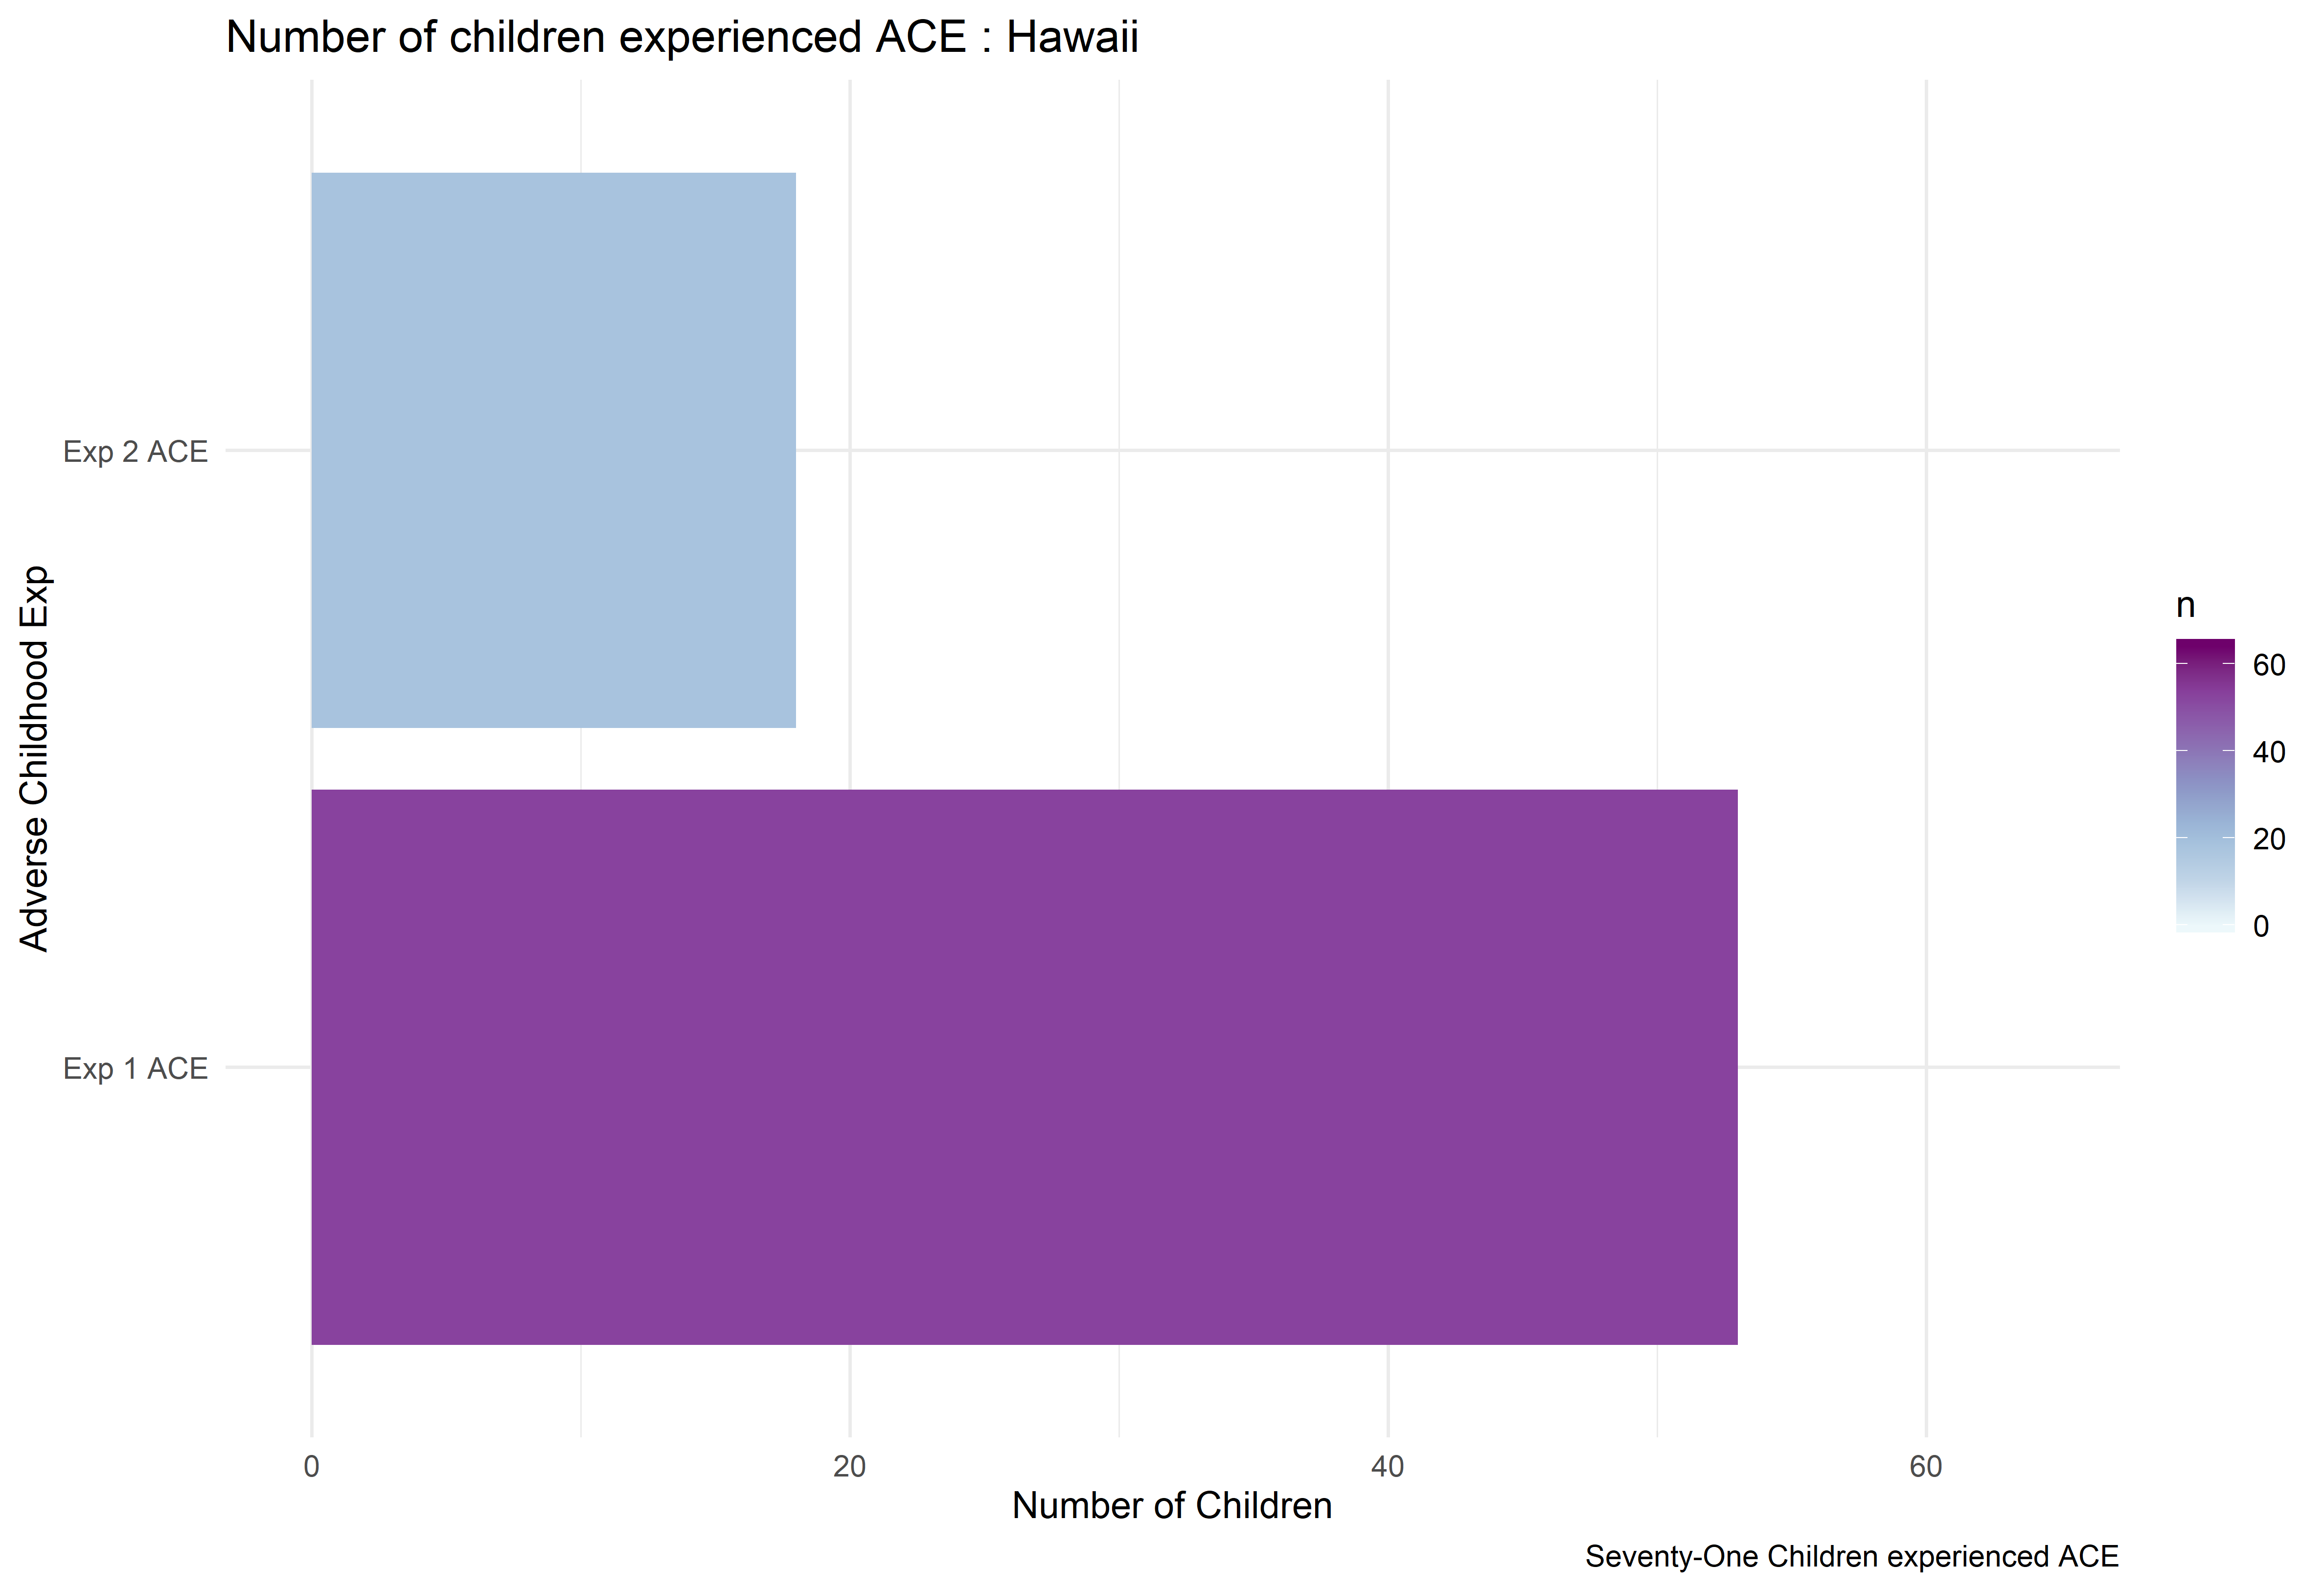 Number of children experienced ACE : Hawaii
Adverse Childhood Exp
Exp 2 ACE
Exp 1 ACE
0
20
40
60
Number of Children
n
60
40
20
0
Seventy-One Children experienced ACE